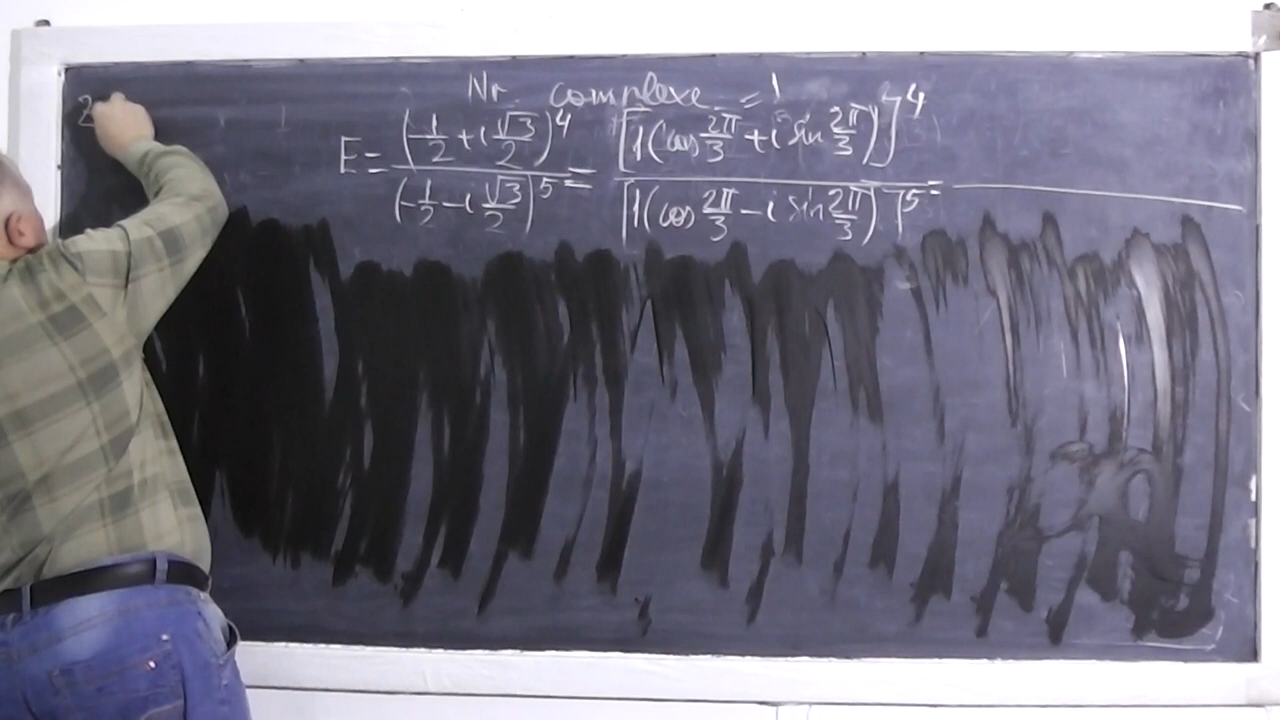 Nr complexe = 1
E = (-1/2 + i √3/2)^4 / (-1/2 - i √3/2)^5 = [1(cos 2π/3 + i sin 2π/3)]^4 / [1(cos 2π/3 - i sin 2π/3)]^5 =
2